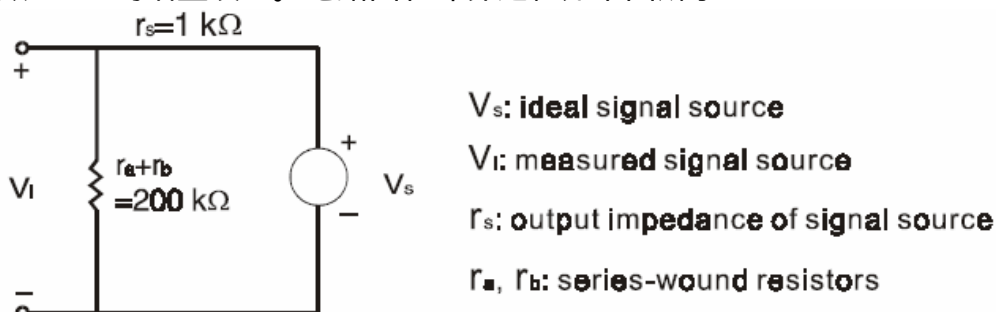 rs=1 kΩ
+
ra+rb
=200 kΩ
VI
−
+
Vs
−
Vs: ideal signal source
VI: measured signal source
rs: output impedance of signal source
ra, rb: series-wound resistors